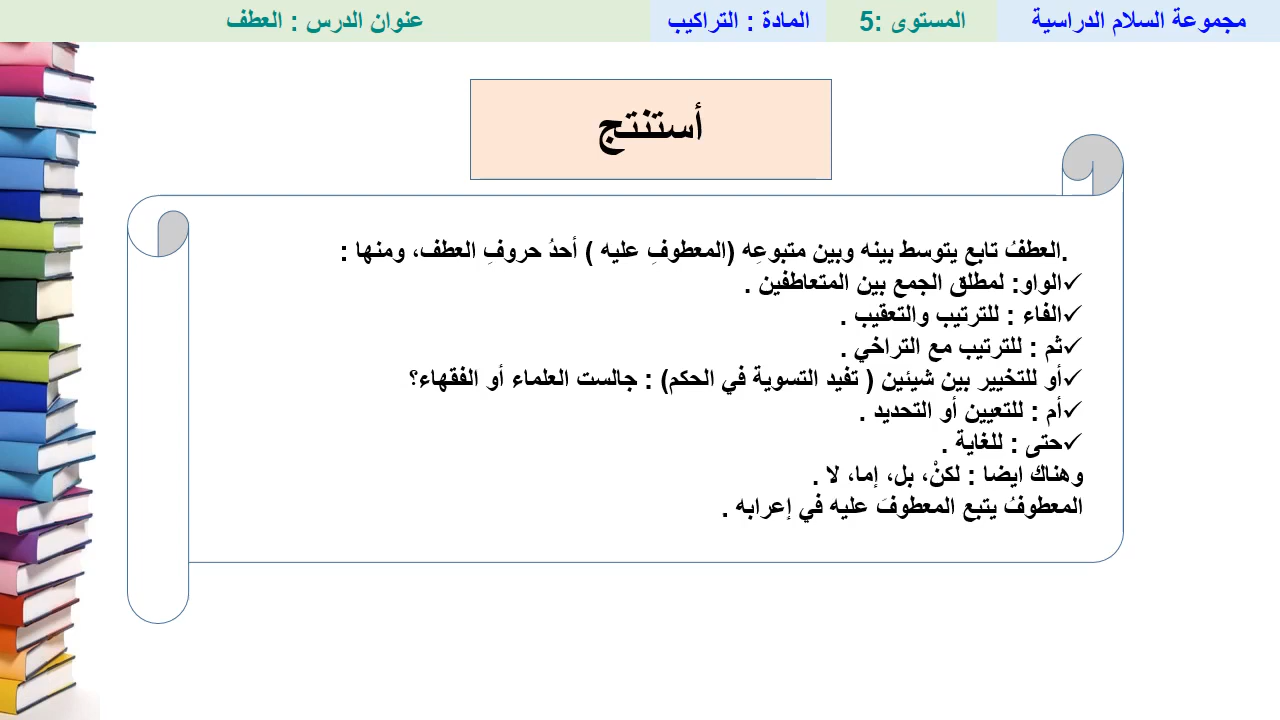 مجموعة السلام الدراسية
المستوى :5
المادة : التراكيب
عنوان الدرس : العطف
أستنتج
.العطفُ تابع يتوسط بينه وبين متبوعِه (المعطوفِ عليه ) أحدُ حروفِ العطف، ومنها :
✓الواو: لمطلق الجمع بين المتعاطفين .
✓الفاء : للترتيب والتعقيب .
✓ثم : للترتيب مع التراخي .
✓أو للتخيير بين شيئين ( تفيد التسوية في الحكم) : جالست العلماء أو الفقهاء؟
✓أم : للتعيين أو التحديد .
✓حتى : للغاية .
وهناك ايضا : لكنْ، بل، إما، لا .
المعطوفُ يتبع المعطوفَ عليه في إعرابه .